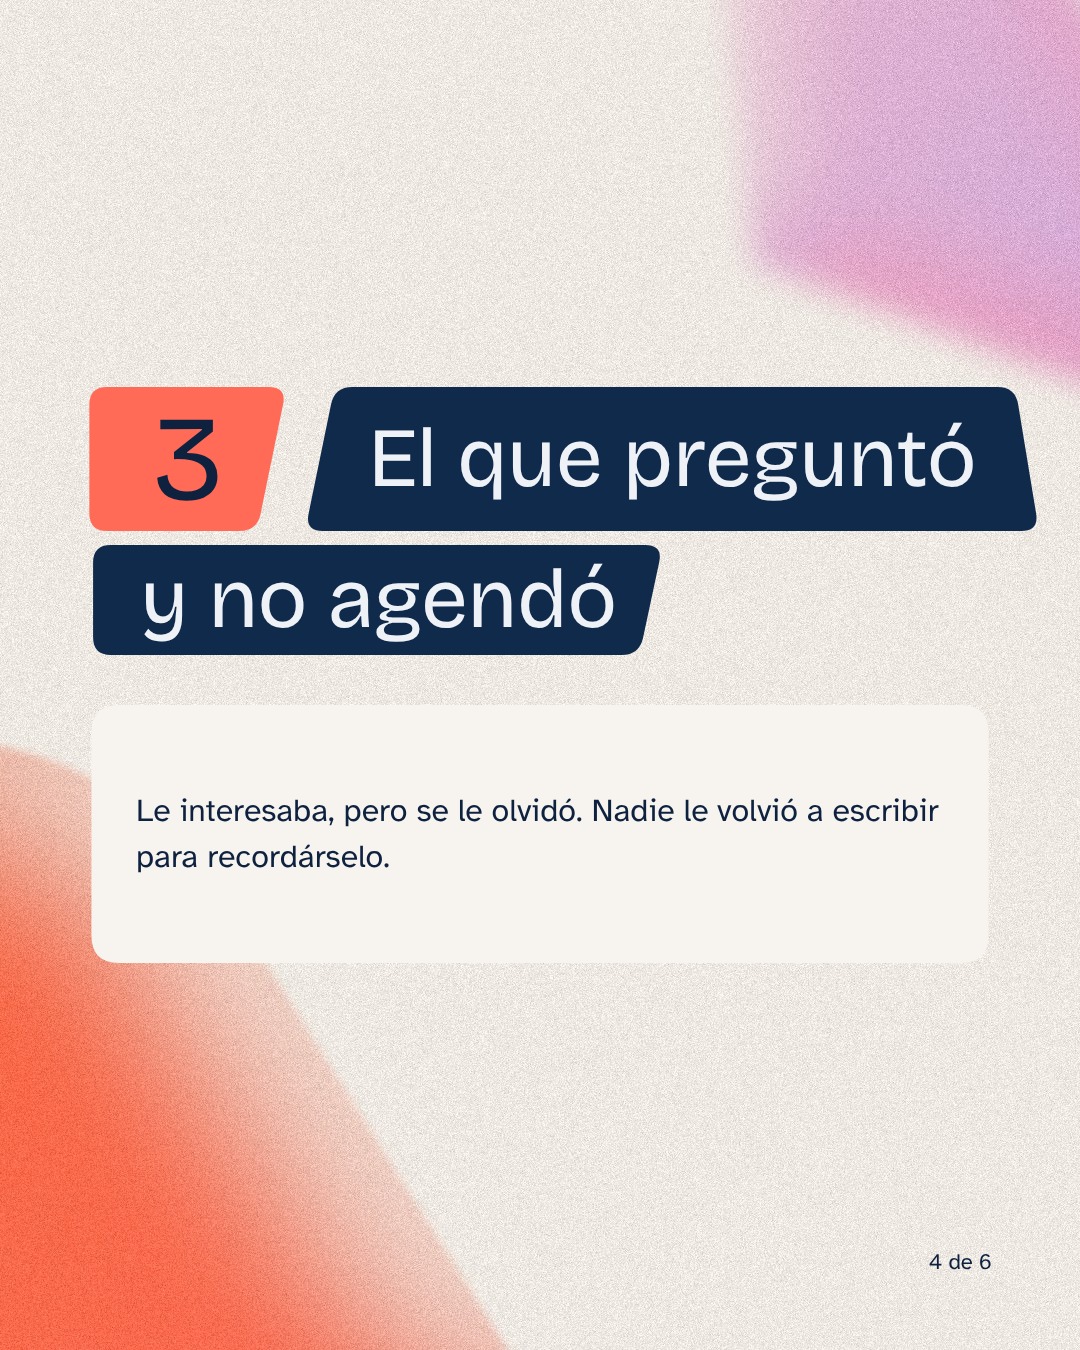 3 El que preguntó
y no agendó
Le interesaba, pero se le olvidó. Nadie le volvió a escribir
para recordárselo.
4 de 6